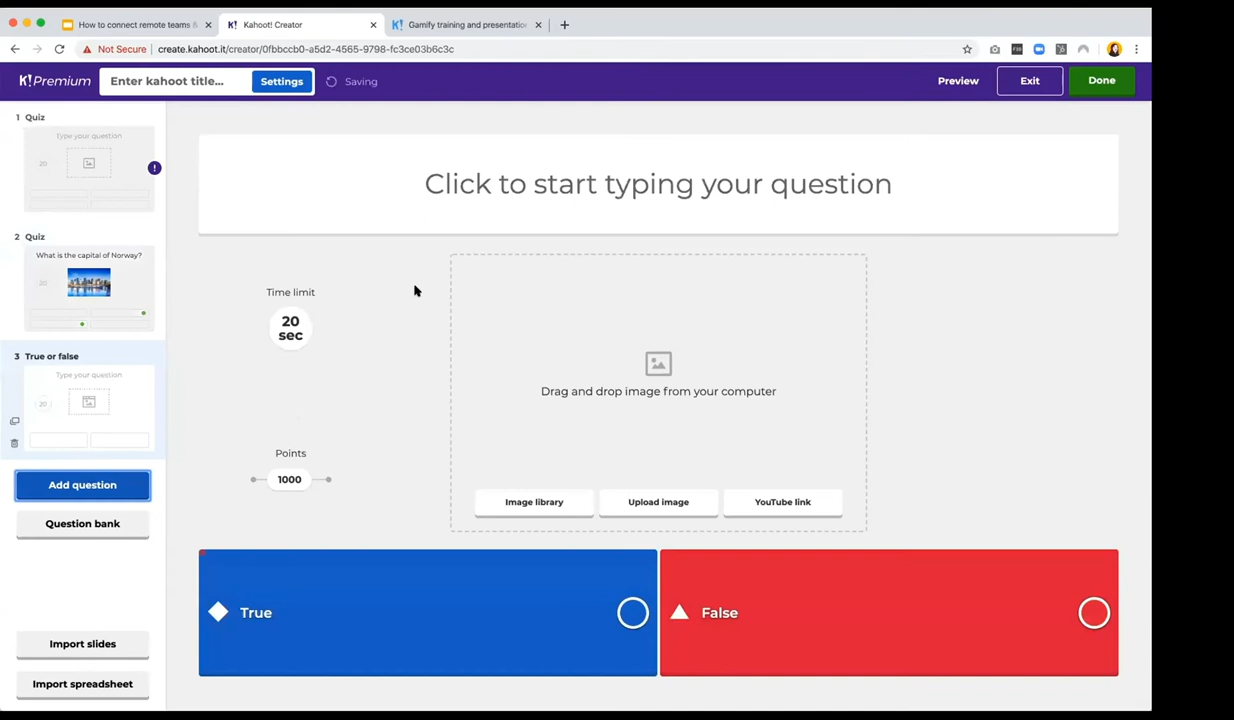 How to connect remote teams &
Kahoot! Creator
Gamify training and presentation
Not Secure
create.kahoot.it/creator/0fbbccb0-a5d2-4565-9798-fc3ce03b6c3c
K!Premium
Enter kahoot title...
Settings
Saving
Preview
Exit
Done
1 Quiz
Type your question
20
2 Quiz
What is the capital of Norway?
20
3 True or false
Type your question
20
Add question
Question bank
Import slides
Import spreadsheet
Click to start typing your question
Time limit
20
sec
Points
1000
Drag and drop image from your computer
Image library
Upload image
YouTube link
True
False